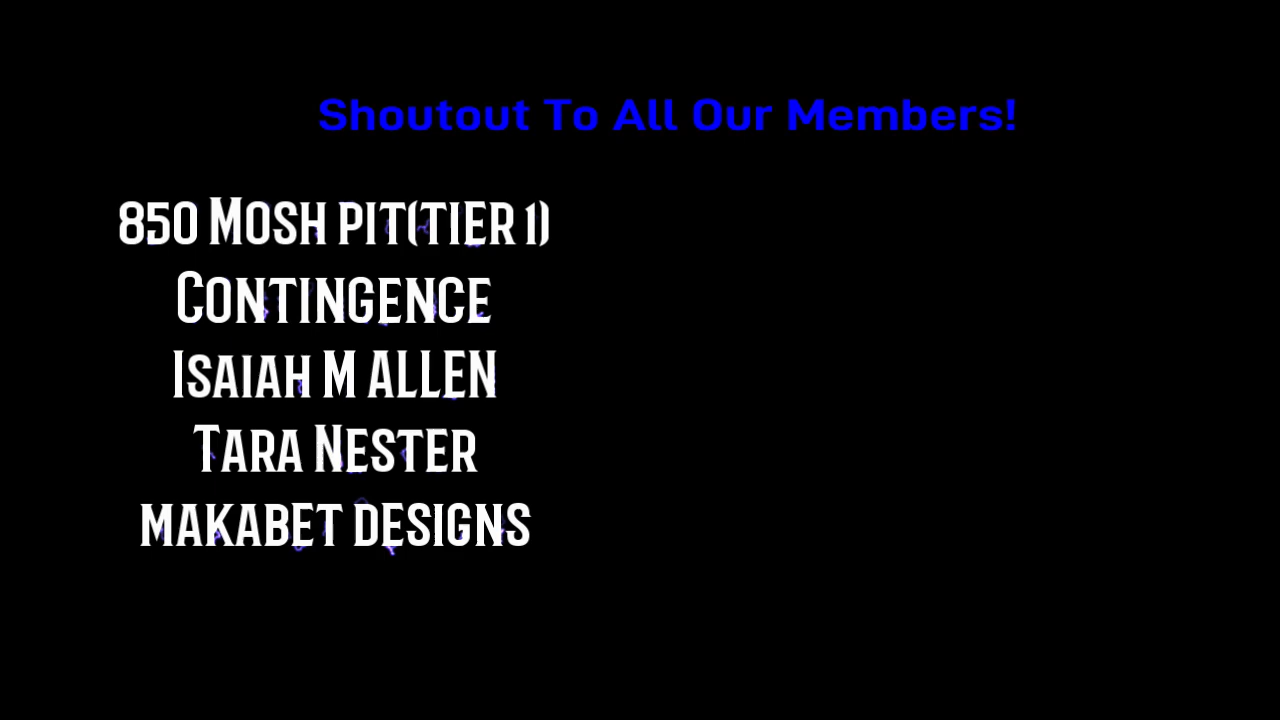 Shoutout To All Our Members!
850 Mosh pit(tier 1)
Contingence
Isaiah M ALLEN
Tara Nester
makabet designs